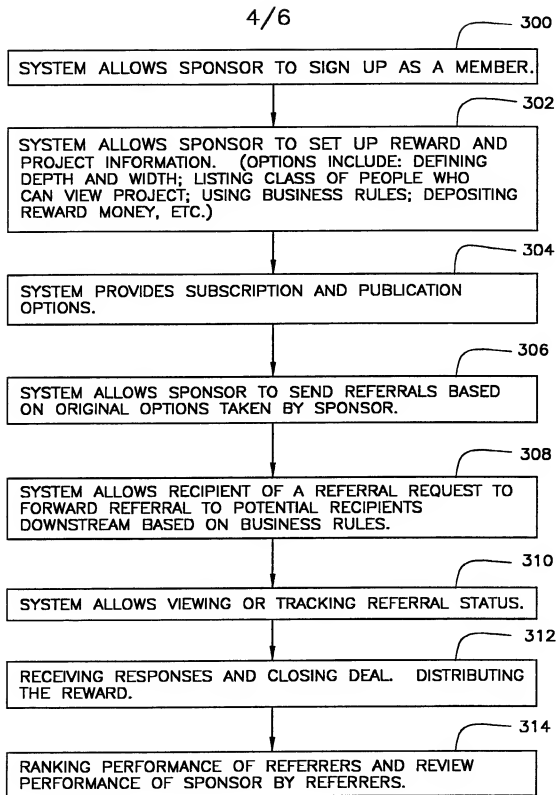 4/6
300
SYSTEM ALLOWS SPONSOR TO SIGN UP AS A MEMBER.
302
SYSTEM ALLOWS SPONSOR TO SET UP REWARD AND
PROJECT INFORMATION. (OPTIONS INCLUDE: DEFINING
DEPTH AND WIDTH; LISTING CLASS OF PEOPLE WHO
CAN VIEW PROJECT; USING BUSINESS RULES; DEPOSITING
REWARD MONEY, ETC.)
304
SYSTEM PROVIDES SUBSCRIPTION AND PUBLICATION
OPTIONS.
306
SYSTEM ALLOWS SPONSOR TO SEND REFERRALS BASED
ON ORIGINAL OPTIONS TAKEN BY SPONSOR.
308
SYSTEM ALLOWS RECIPIENT OF A REFERRAL REQUEST TO
FORWARD REFERRAL TO POTENTIAL RECIPIENTS
DOWNSTREAM BASED ON BUSINESS RULES.
310
SYSTEM ALLOWS VIEWING OR TRACKING REFERRAL STATUS.
312
RECEIVING RESPONSES AND CLOSING DEAL. DISTRIBUTING
THE REWARD.
314
RANKING PERFORMANCE OF REFERRERS AND REVIEW
PERFORMANCE OF SPONSOR BY REFERRERS.